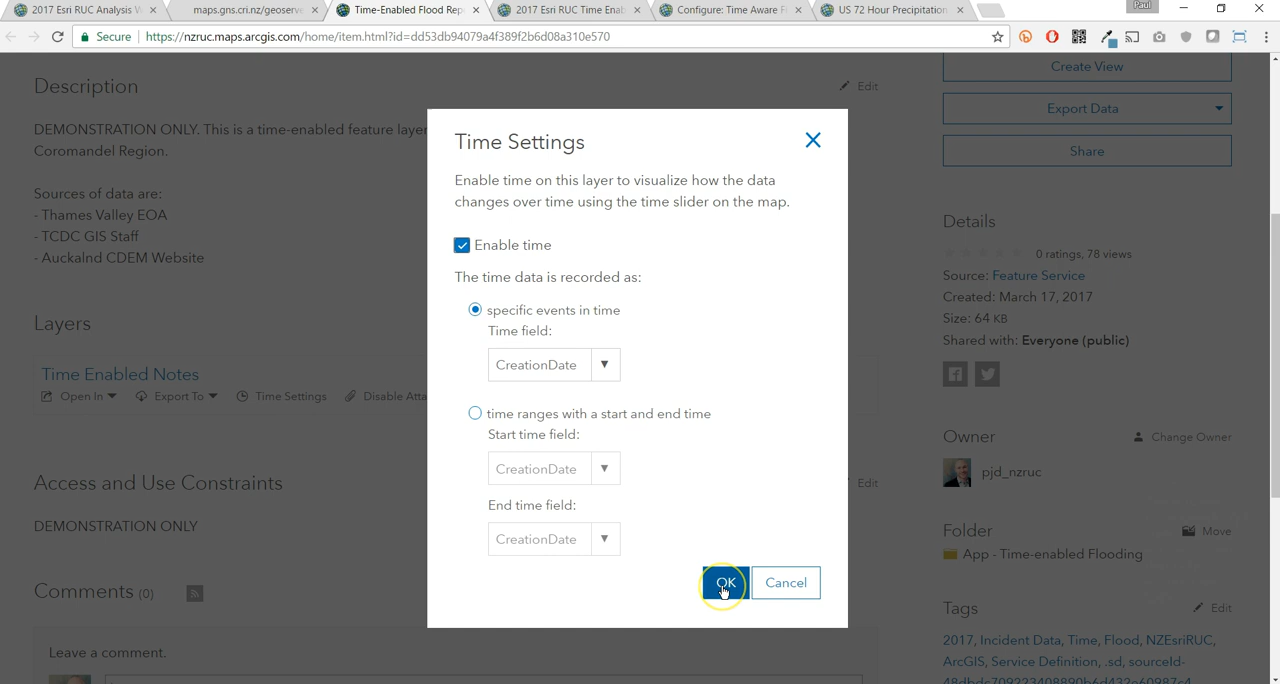 2017 Esri RUC Analysis W
maps.gns.cri.nz/geoserve
Time-Enabled Flood Rep
2017 Esri RUC Time Enab
Configure: Time Aware F
US 72 Hour Precipitation
Paul
Secure
https://nzruc.maps.arcgis.com/home/item.html?id=dd53db94079a4f389f2b6d08a310e570
Description
Edit
DEMONSTRATION ONLY. This is a time-enabled feature layer
Coromandel Region.
Sources of data are:
- Thames Valley EOA
- TCDC GIS Staff
- Auckalnd CDEM Website
Layers
Time Enabled Notes
Open In
Export To
Time Settings
Disable Atta
Access and Use Constraints
Edit
DEMONSTRATION ONLY
Comments (0)
Leave a comment.
Time Settings
Enable time on this layer to visualize how the data
changes over time using the time slider on the map.
Enable time
The time data is recorded as:
specific events in time
Time field:
CreationDate
time ranges with a start and end time
Start time field:
CreationDate
End time field:
CreationDate
OK
Cancel
Create View
Export Data
Share
Details
0 ratings, 78 views
Source: Feature Service
Created: March 17, 2017
Size: 64 KB
Shared with: Everyone (public)
Owner
Change Owner
pjd_nzruc
Folder
Move
App - Time-enabled Flooding
Tags
Edit
2017, Incident Data, Time, Flood, NZEsriRUC,
ArcGIS, Service Definition, .sd, sourceId-